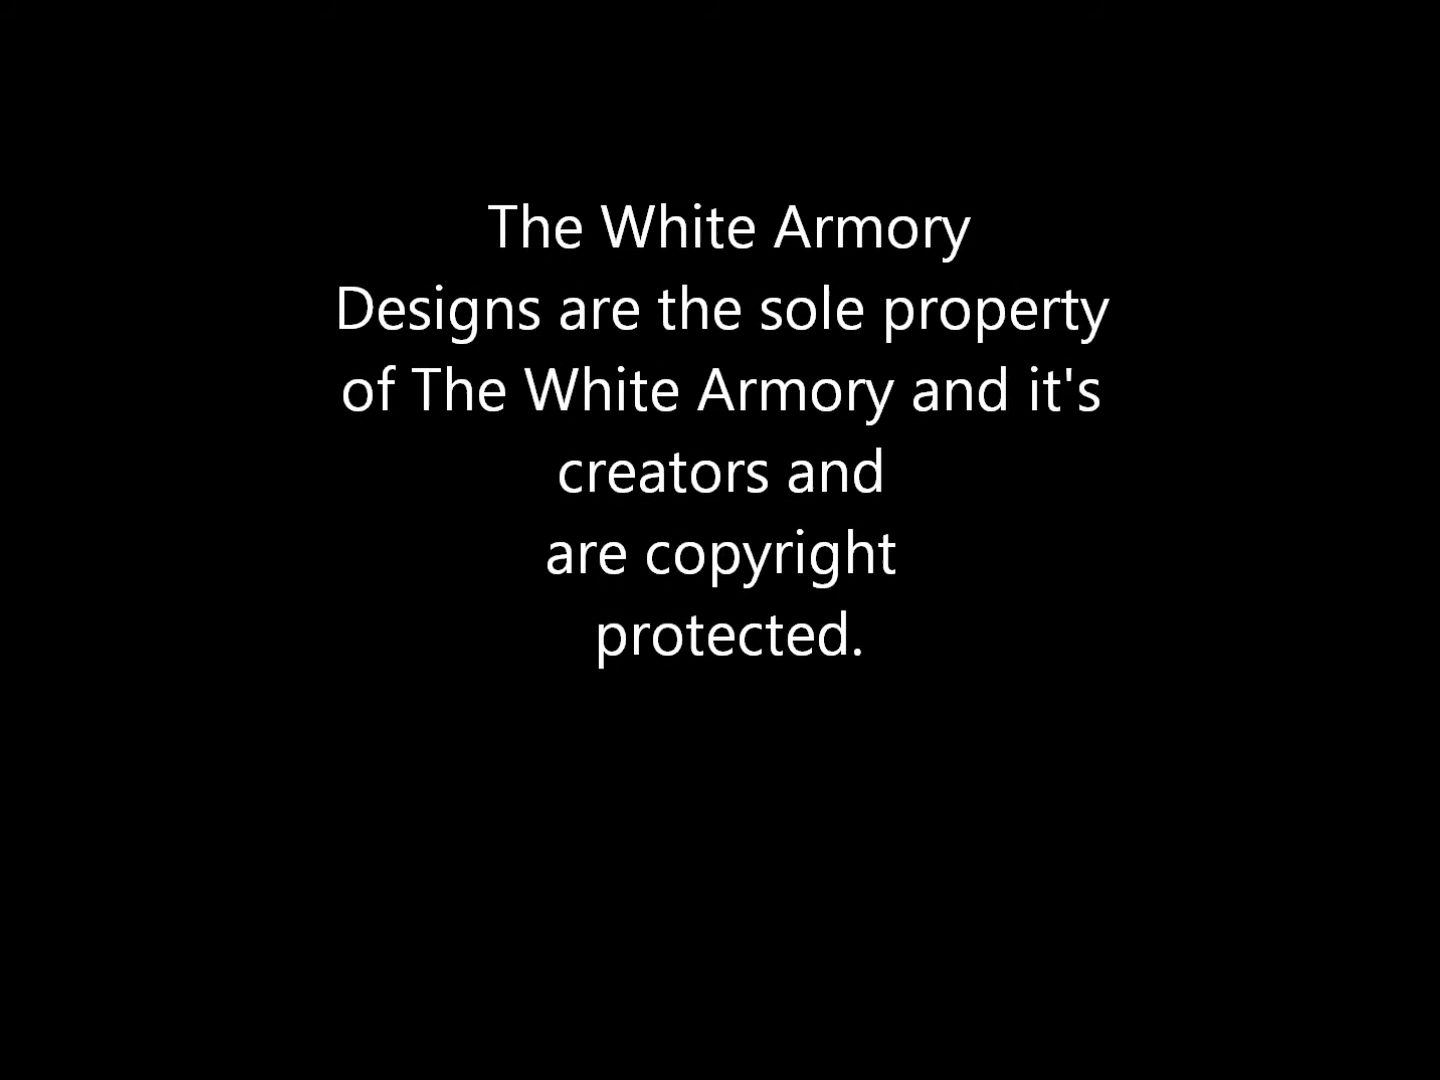 The White Armory
Designs are the sole property
of The White Armory and it's
creators and
are copyright
protected.